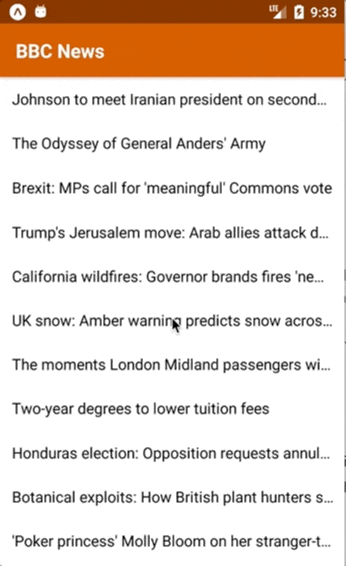 LTE 9:33
BBC News
Johnson to meet Iranian president on second...
The Odyssey of General Anders' Army
Brexit: MPs call for 'meaningful' Commons vote
Trump's Jerusalem move: Arab allies attack d...
California wildfires: Governor brands fires 'ne...
UK snow: Amber warning predicts snow acros...
The moments London Midland passengers wi...
Two-year degrees to lower tuition fees
Honduras election: Opposition requests annul...
Botanical exploits: How British plant hunters s...
'Poker princess' Molly Bloom on her stranger-t...